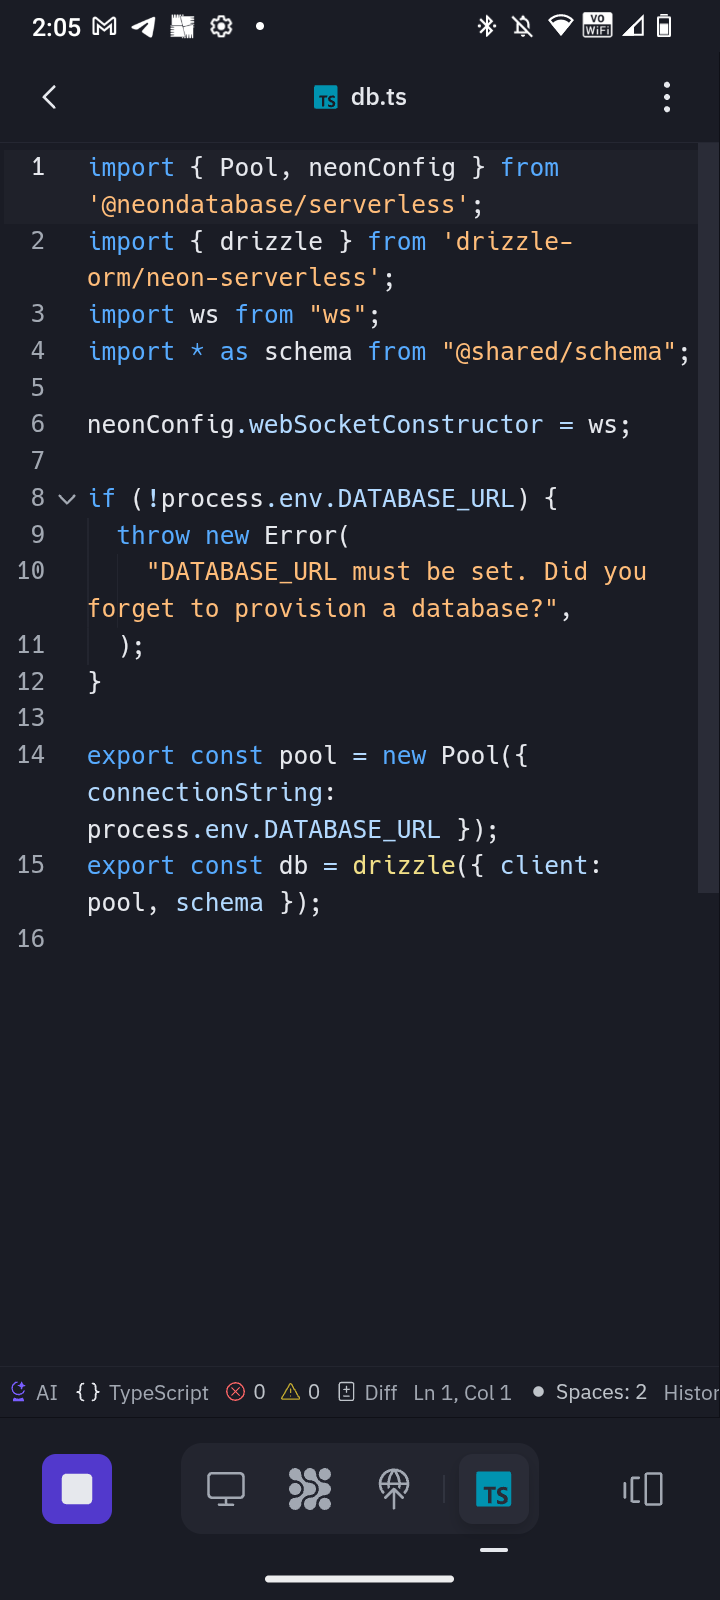 2:05
VO
WiFi
TS db.ts
1 import { Pool, neonConfig } from
'@neondatabase/serverless';
2 import { drizzle } from 'drizzle-
orm/neon-serverless';
3 import ws from "ws";
4 import * as schema from "@shared/schema";
5
6 neonConfig.webSocketConstructor = ws;
7
8 if (!process.env.DATABASE_URL) {
9 throw new Error(
10 "DATABASE_URL must be set. Did you
forget to provision a database?",
11 );
12 }
13
14 export const pool = new Pool({
connectionString:
process.env.DATABASE_URL });
15 export const db = drizzle({ client:
pool, schema });
16
AI {} TypeScript 0 0 Diff Ln 1, Col 1 Spaces: 2 Histor
TS